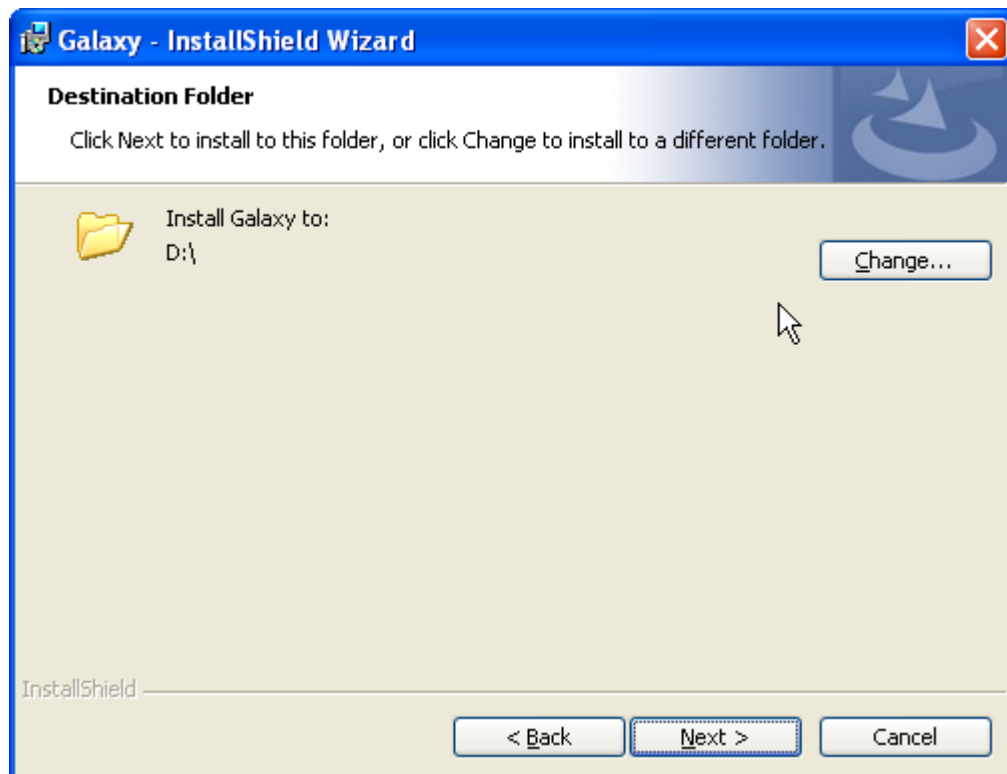 Galaxy - InstallShield Wizard
Destination Folder
Click Next to install to this folder, or click Change to install to a different folder.
Install Galaxy to:
D:\
Change...
InstallShield
< Back
Next >
Cancel